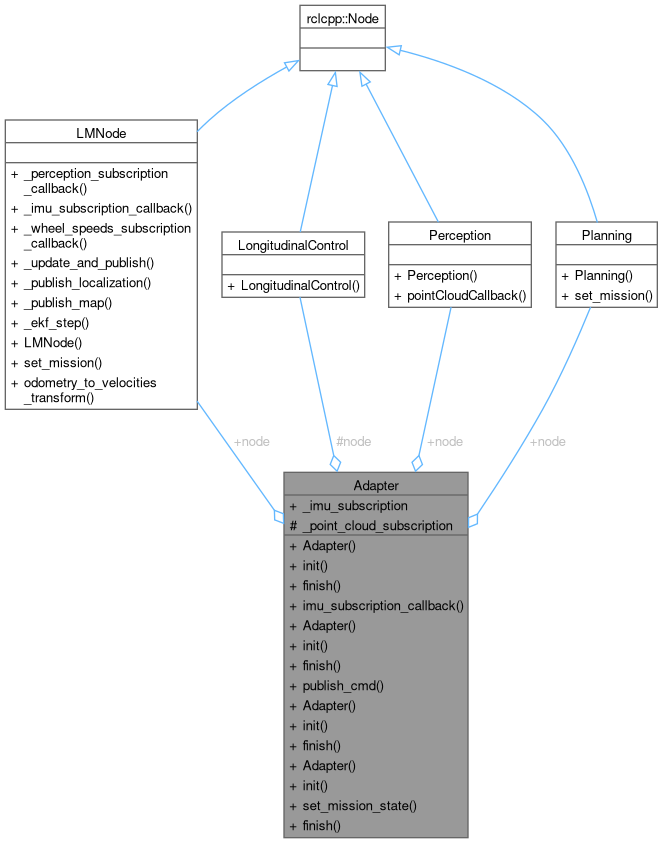 rclcpp::Node
LMNode
+ _perception_subscription
_callback()
+ _imu_subscription_callback()
+ _wheel_speeds_subscription
_callback()
+ _update_and_publish()
+ _publish_localization()
+ _publish_map()
+ _ekf_step()
+ LMNode()
+ set_mission()
+ odometry_to_velocities
_transform()
LongitudinalControl
+ LongitudinalControl()
Perception
+ Perception()
+ pointCloudCallback()
Planning
+ Planning()
+ set_mission()
+node
#node
+node
+node
Adapter
+ _imu_subscription
# _point_cloud_subscription
+ Adapter()
+ init()
+ finish()
+ imu_subscription_callback()
+ Adapter()
+ init()
+ finish()
+ publish_cmd()
+ Adapter()
+ init()
+ finish()
+ Adapter()
+ init()
+ set_mission_state()
+ finish()